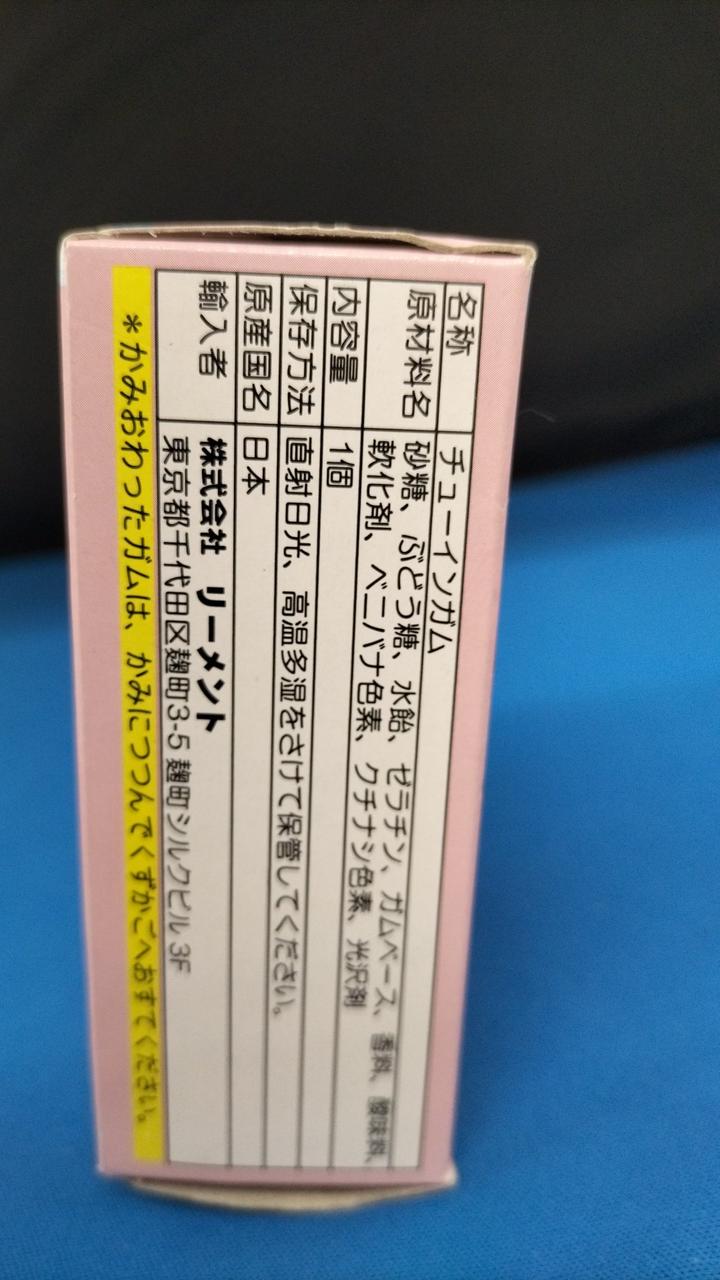 名称 チューインガム
原材料名 砂糖、ぶどう糖、水飴、ゼラチン、ガムベース、香料、酸味料、
軟化剤、ベニバナ色素、クチナシ色素、光沢剤
内容量 1個
保存方法 直射日光、高温多湿をさけて保管してください。
原産国名 日本
輸入者 株式会社 リーメント
東京都千代田区麹町3-5 麹町シルクビル 3F
*かみおわったガムは、かみにつつんでくずかごへおすてください。